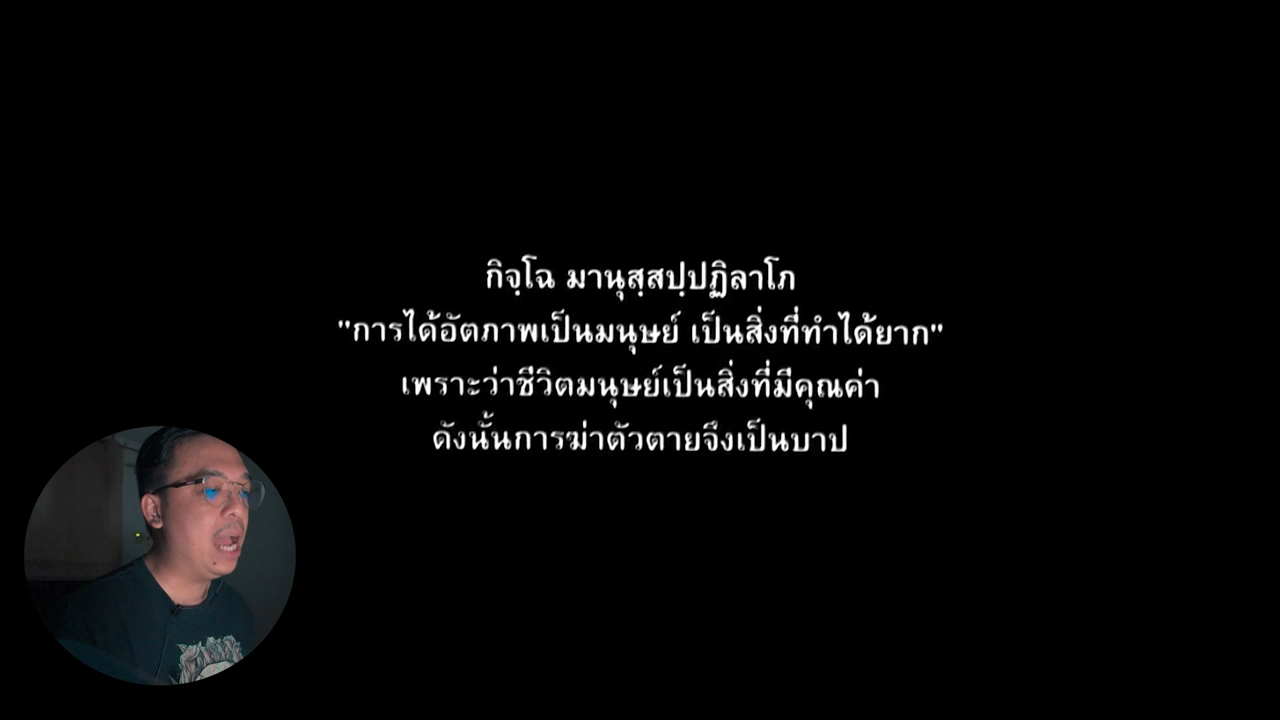 กิจฺโฉ มานุสฺสปฺปฏิลาโภ
"การได้อัตภาพเป็นมนุษย์ เป็นสิ่งที่ทำได้ยาก"
เพราะว่าชีวิตมนุษย์เป็นสิ่งที่มีคุณค่า
ดังนั้นการฆ่าตัวตายจึงเป็นบาป